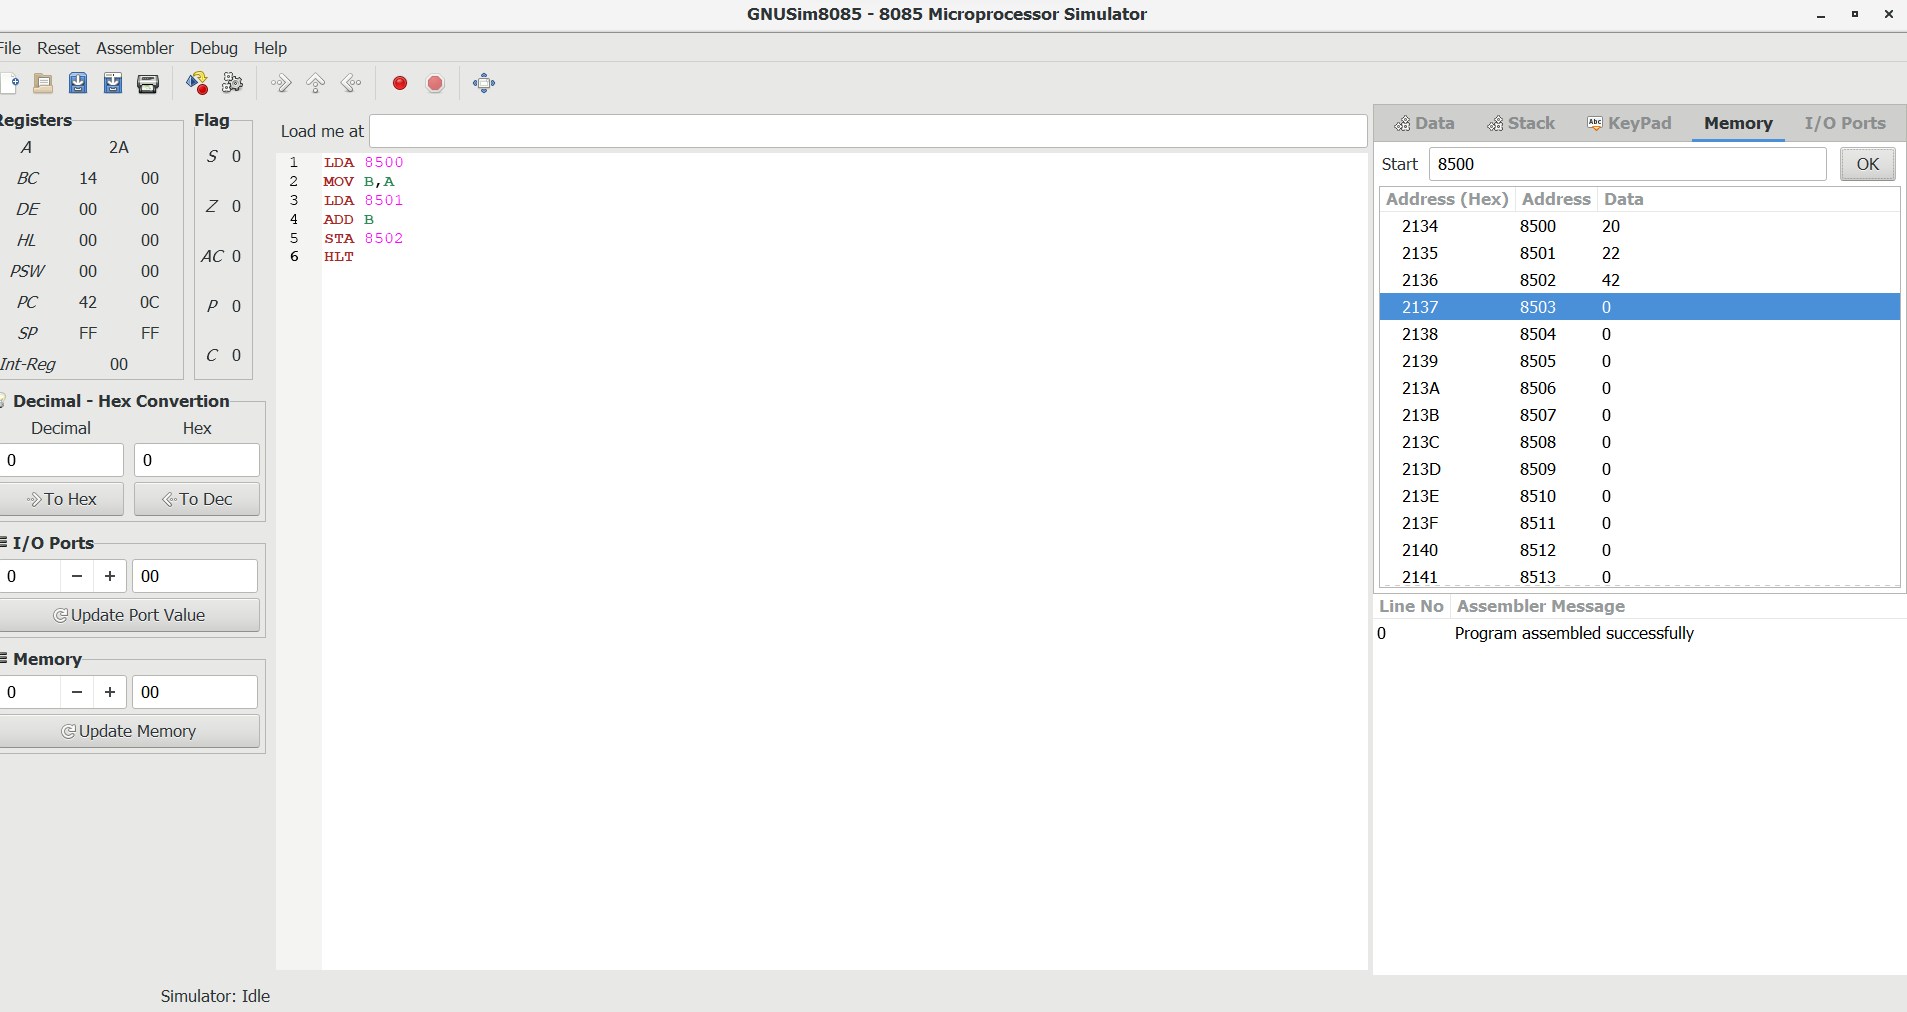 GNUSim8085 - 8085 Microprocessor Simulator
File Reset Assembler Debug Help
Registers
A 2A
BC 14 00
DE 00 00
HL 00 00
PSW 00 00
PC 42 0C
SP FF FF
Int-Reg 00
Flag
S 0
Z 0
AC 0
P 0
C 0
Decimal - Hex Convertion
Decimal Hex
0 0
To Hex To Dec
I/O Ports
0 − + 00
Update Port Value
Memory
0 − + 00
Update Memory
Load me at
1 LDA 8500
2 MOV B,A
3 LDA 8501
4 ADD B
5 STA 8502
6 HLT
Data Stack Abc KeyPad Memory I/O Ports
Start 8500 OK
Address (Hex) Address Data
2134 8500 20
2135 8501 22
2136 8502 42
2137 8503 0
2138 8504 0
2139 8505 0
213A 8506 0
213B 8507 0
213C 8508 0
213D 8509 0
213E 8510 0
213F 8511 0
2140 8512 0
2141 8513 0
Line No Assembler Message
0 Program assembled successfully
Simulator: Idle